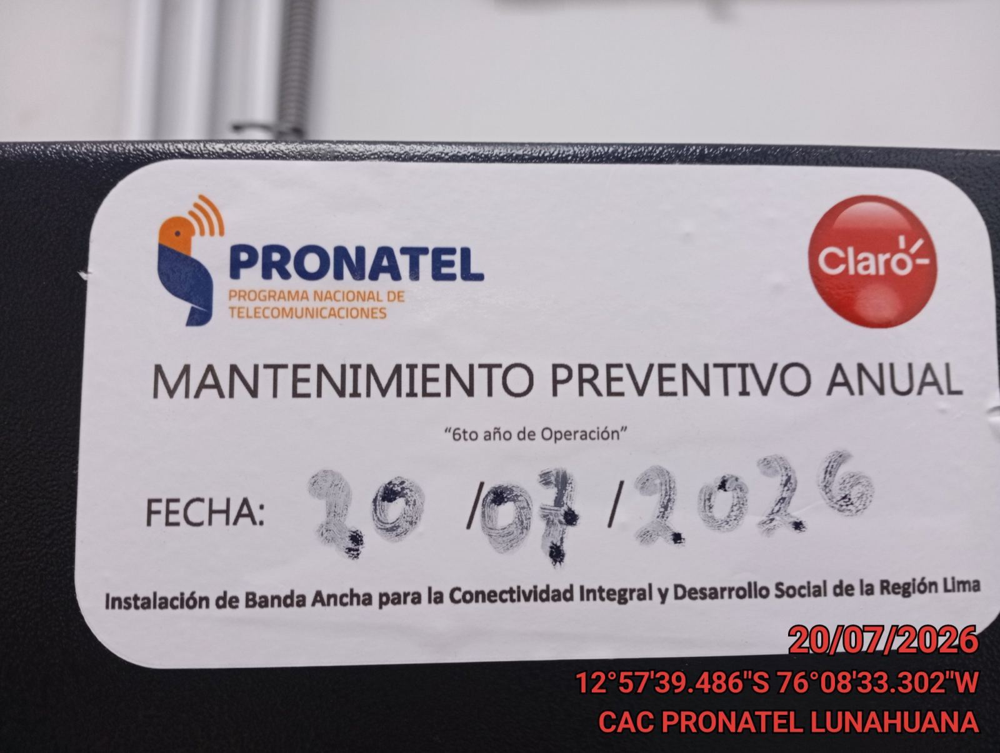 PRONATEL
PROGRAMA NACIONAL DE
TELECOMUNICACIONES
Claro
MANTENIMIENTO PREVENTIVO ANUAL
“6to año de Operación”
FECHA: 20 /07 / 2026
Instalación de Banda Ancha para la Conectividad Integral y Desarrollo Social de la Región Lima
20/07/2026
12°57'39.486"S 76°08'33.302"W
CAC PRONATEL LUNAHUANA